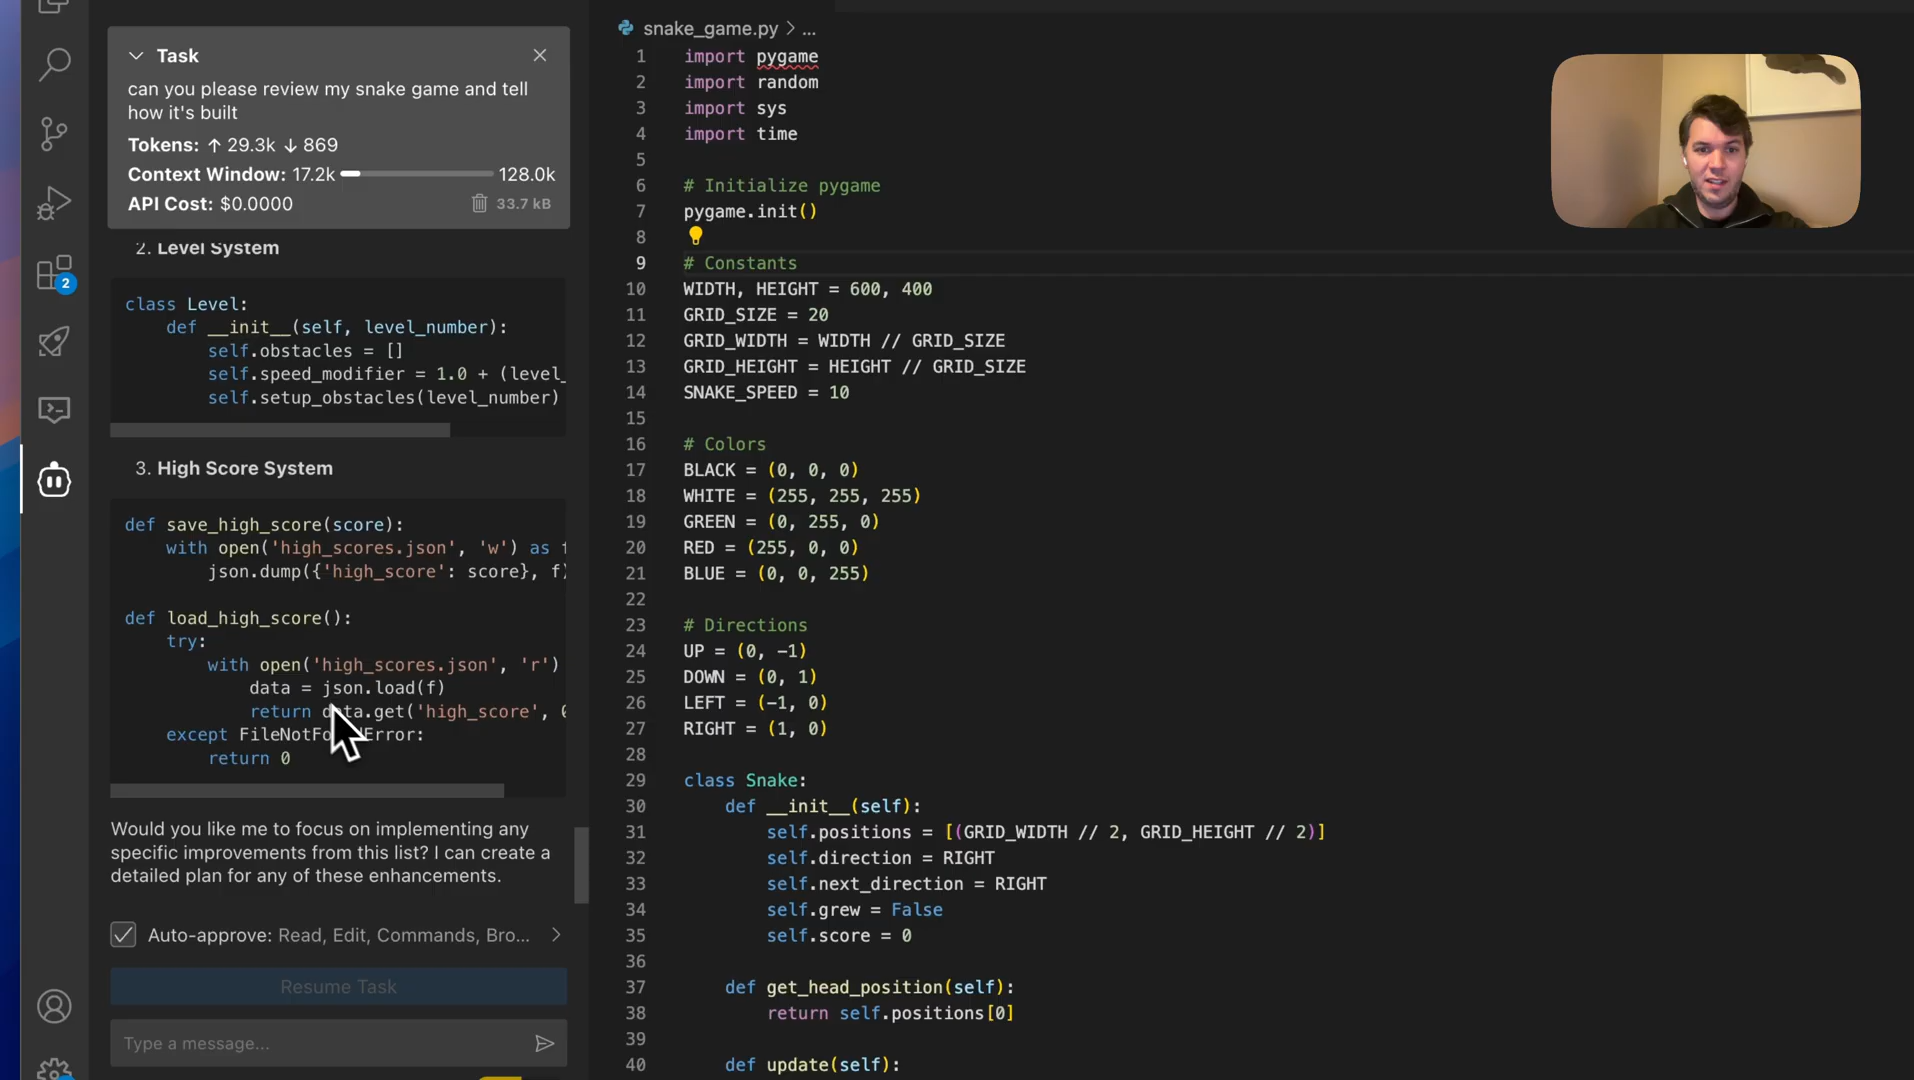 Task
can you please review my snake game and tell
how it's built
Tokens: ↑ 29.3k ↓ 869
Context Window: 17.2k 128.0k
API Cost: $0.0000 33.7 kB
2. Level System
class Level:
    def __init__(self, level_number):
        self.obstacles = []
        self.speed_modifier = 1.0 + (level_
        self.setup_obstacles(level_number)
3. High Score System
def save_high_score(score):
    with open('high_scores.json', 'w') as f
        json.dump({'high_score': score}, f)
def load_high_score():
    try:
        with open('high_scores.json', 'r')
            data = json.load(f)
            return data.get('high_score', 0
    except FileNotFoundError:
        return 0
Would you like me to focus on implementing any
specific improvements from this list? I can create a
detailed plan for any of these enhancements.
Auto-approve: Read, Edit, Commands, Bro...
Resume Task
Type a message...
2
snake_game.py > ...
1 import pygame
2 import random
3 import sys
4 import time
5
6 # Initialize pygame
7 pygame.init()
8
9 # Constants
10 WIDTH, HEIGHT = 600, 400
11 GRID_SIZE = 20
12 GRID_WIDTH = WIDTH // GRID_SIZE
13 GRID_HEIGHT = HEIGHT // GRID_SIZE
14 SNAKE_SPEED = 10
15
16 # Colors
17 BLACK = (0, 0, 0)
18 WHITE = (255, 255, 255)
19 GREEN = (0, 255, 0)
20 RED = (255, 0, 0)
21 BLUE = (0, 0, 255)
22
23 # Directions
24 UP = (0, -1)
25 DOWN = (0, 1)
26 LEFT = (-1, 0)
27 RIGHT = (1, 0)
28
29 class Snake:
30     def __init__(self):
31         self.positions = [(GRID_WIDTH // 2, GRID_HEIGHT // 2)]
32         self.direction = RIGHT
33         self.next_direction = RIGHT
34         self.grew = False
35         self.score = 0
36
37     def get_head_position(self):
38         return self.positions[0]
39
40     def update(self):